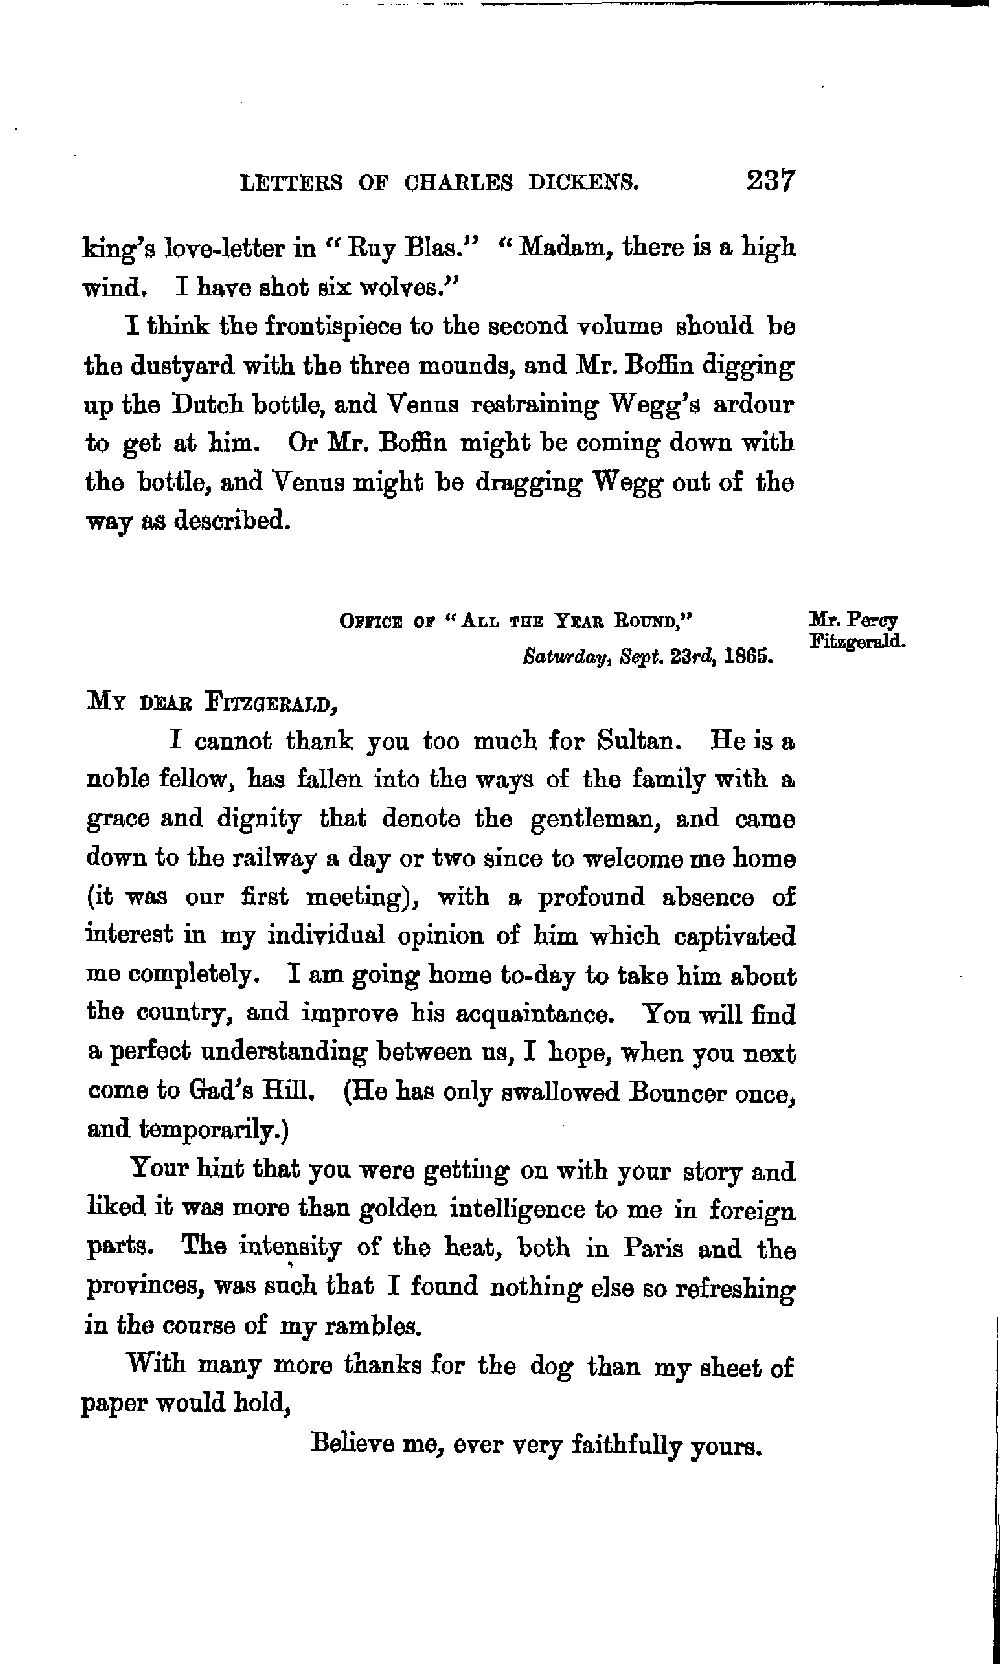 LETTERS OF CHARLES DICKENS. 237
king's love-letter in "Ruy Blas." "Madam, there is a high
wind. I have shot six wolves."
I think the frontispiece to the second volume should be
the dustyard with the three mounds, and Mr. Boffin digging
up the Dutch bottle, and Venus restraining Wegg's ardour
to get at him. Or Mr. Boffin might be coming down with
the bottle, and Venus might be dragging Wegg out of the
way as described.
OFFICE OF "ALL THE YEAR ROUND,"
Saturday, Sept. 23rd, 1865.
Mr. Percy
Fitzgerald.
MY DEAR FITZGERALD,
I cannot thank you too much for Sultan. He is a
noble fellow, has fallen into the ways of the family with a
grace and dignity that denote the gentleman, and came
down to the railway a day or two since to welcome me home
(it was our first meeting), with a profound absence of
interest in my individual opinion of him which captivated
me completely. I am going home to-day to take him about
the country, and improve his acquaintance. You will find
a perfect understanding between us, I hope, when you next
come to Gad's Hill. (He has only swallowed Bouncer once,
and temporarily.)
Your hint that you were getting on with your story and
liked it was more than golden intelligence to me in foreign
parts. The intensity of the heat, both in Paris and the
provinces, was such that I found nothing else so refreshing
in the course of my rambles.
With many more thanks for the dog than my sheet of
paper would hold,
Believe me, ever very faithfully yours.